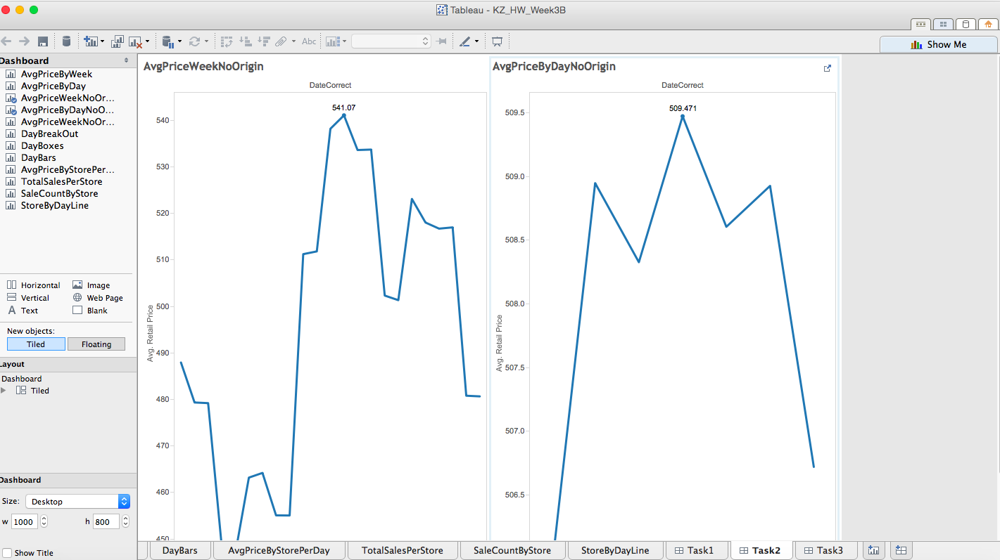 Tableau - KZ_HW_Week3B
Abc
Show Me
Dashboard
AvgPriceByWeek
AvgPriceByDay
AvgPriceWeekNoOr...
AvgPriceByDayNoO...
AvgPriceWeekNoOr...
DayBreakOut
DayBoxes
DayBars
AvgPriceByStorePer...
TotalSalesPerStore
SaleCountByStore
StoreByDayLine
Horizontal Image
Vertical Web Page
A Text Blank
New objects:
Tiled Floating
Layout
Dashboard
Tiled
Dashboard
Size: Desktop
w 1000 h 800
Show Title
AvgPriceWeekNoOrigin
DateCorrect
541.07
540
530
520
510
500
490
480
470
460
450
Avg. Retail Price
AvgPriceByDayNoOrigin
DateCorrect
509.471
509.5
509.0
508.5
508.0
507.5
507.0
506.5
Avg. Retail Price
DayBars AvgPriceByStorePerDay TotalSalesPerStore SaleCountByStore StoreByDayLine Task1 Task2 Task3